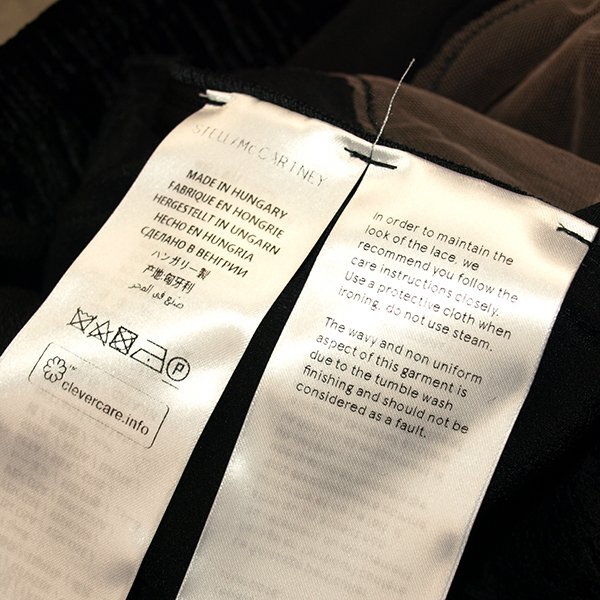 STELLA McCARTNEY
MADE IN HUNGARY
FABRIQUE EN HONGRIE
HERGESTELLT IN UNGARN
HECHO EN HUNGRIA
СДЕЛАНО В ВЕНГРИИ
ハンガリー製
产地匈牙利
صنع في المجر
P
clevercare.info
In order to maintain the
look of the lace, we
recommend you follow the
care instructions closely.
Use a protective cloth when
ironing, do not use steam.
The wavy and non uniform
aspect of this garment is
due to the tumble wash
finishing and should not be
considered as a fault.